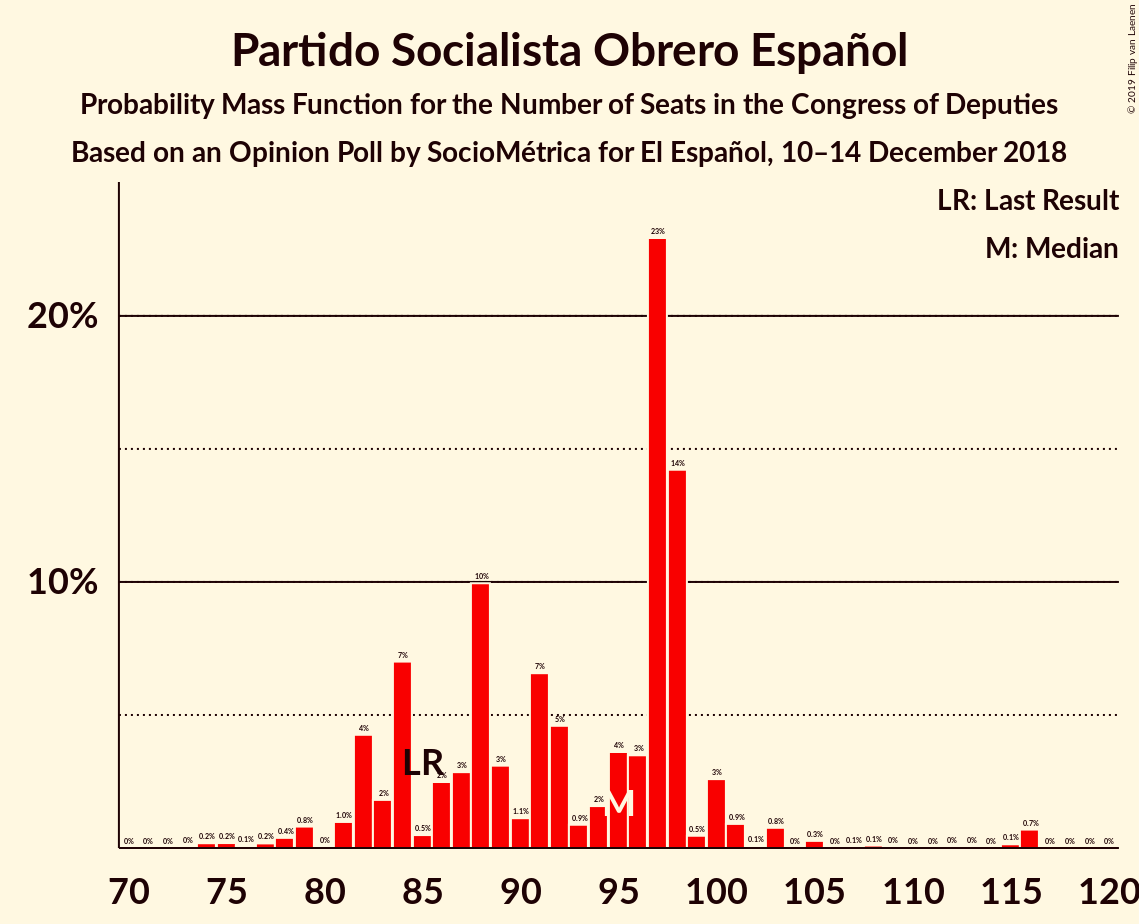 Partido Socialista Obrero Español
Probability Mass Function for the Number of Seats in the Congress of Deputies
Based on an Opinion Poll by SocioMétrica for El Español, 10–14 December 2018
© 2019 Filip van Laenen
LR: Last Result
M: Median
20%
10%
0% 0% 0% 0% 0.2% 0.2% 0.1% 0.2% 0.4% 0.8% 0% 1.0% 4% 2% 7% 0.5% 2% 3% 10% 3% 1.1% 7% 5% 0.9% 2% 4% 3% 23% 14% 0.5% 3% 0.9% 0.1% 0.8% 0% 0.3% 0% 0.1% 0.1% 0% 0% 0% 0% 0% 0% 0.1% 0.7% 0% 0% 0% 0%
LR
M
70 75 80 85 90 95 100 105 110 115 120